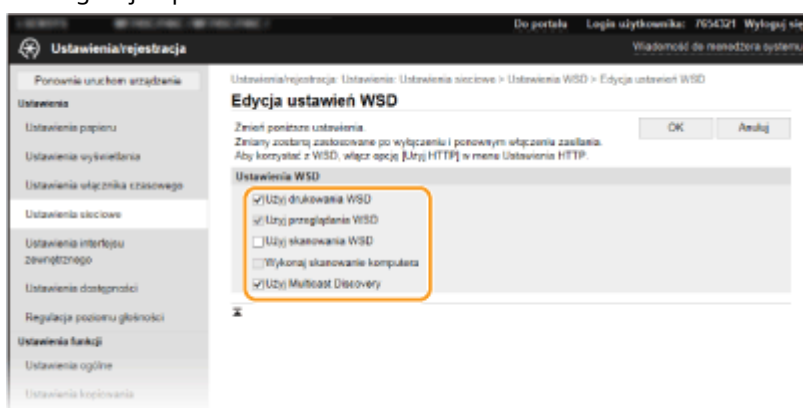 Do portalu Login użytkownika: 7654321 Wyloguj się
Ustawienia/rejestracja
Wiadomość do menedżera systemu
Ponownie uruchom urządzenie
Ustawienia/rejestracja: Ustawienia: Ustawienia sieciowe > Ustawienia WSD > Edycja ustawień WSD
Ustawienia
Edycja ustawień WSD
Ustawienia papieru
Zmień poniższe ustawienia.
OK
Anuluj
Zmiany zostaną zastosowane po wyłączeniu i ponownym włączeniu zasilania.
Ustawienia wyświetlania
Aby korzystać z WSD, włącz opcję [Użyj HTTP] w menu Ustawienia HTTP.
Ustawienia włącznika czasowego
Ustawienia WSD
Użyj drukowania WSD
Ustawienia sieciowe
Użyj przeglądania WSD
Użyj skanowania WSD
Ustawienia interfejsu
zewnętrznego
Wykonaj skanowanie komputera
Użyj Multicast Discovery
Ustawienia dostępności
Regulacja poziomu głośności
Ustawienia funkcji
Ustawienia ogólne
Ustawienia kopiowania